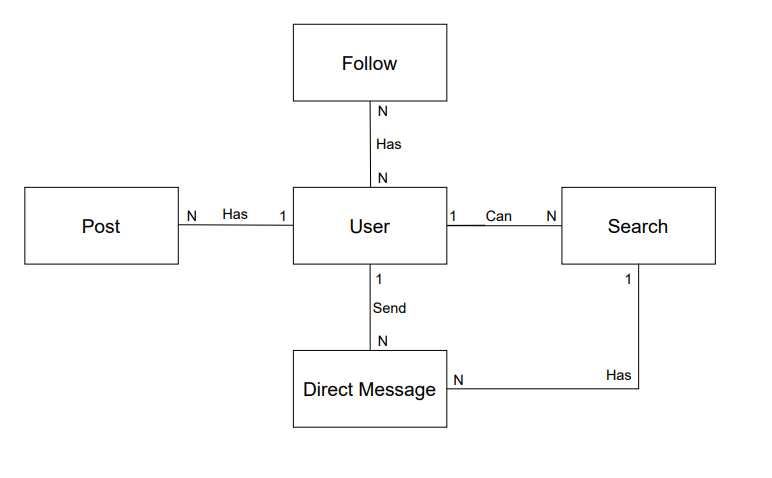 Follow
N
Has
N
Post
N Has 1
User
1 Can N
Search
1
1
Send
N
Direct Message
N
Has